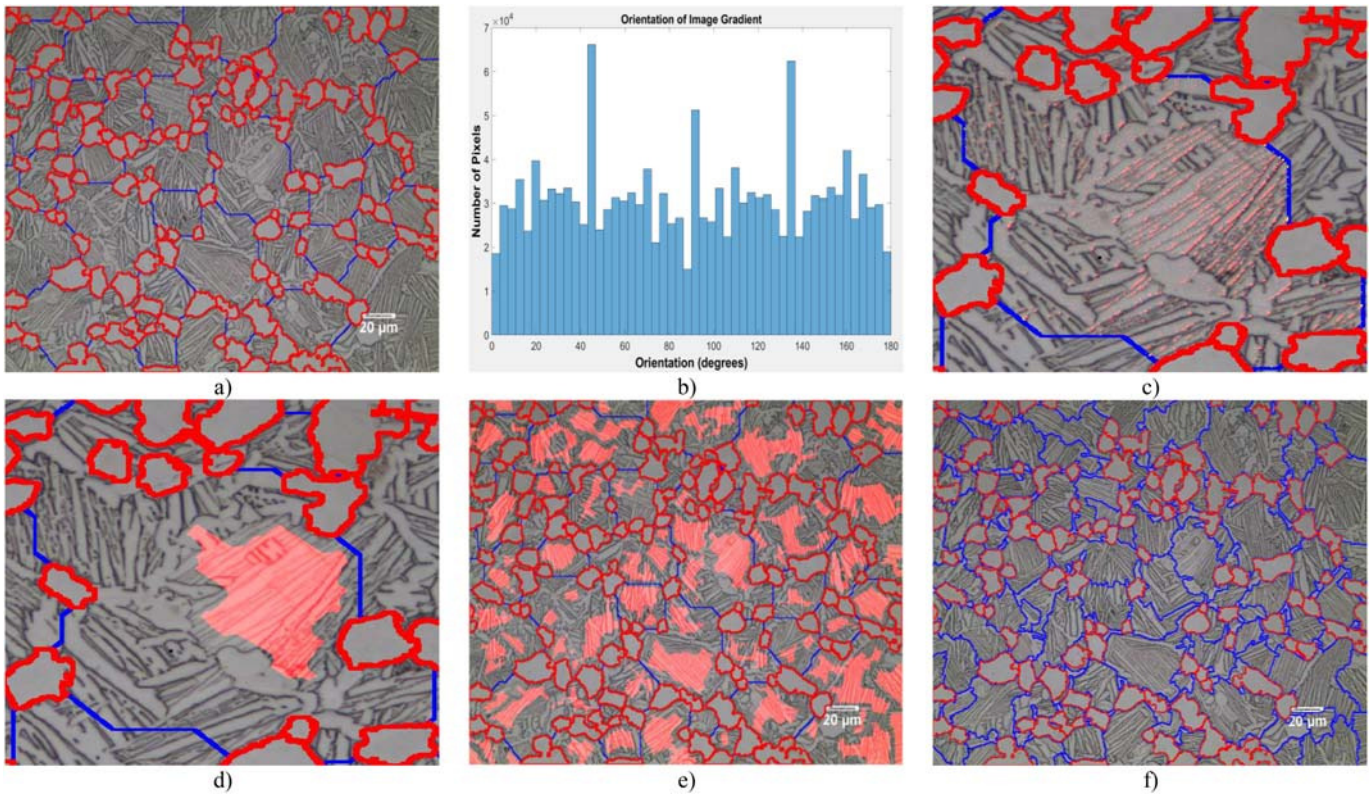 20 µm
×10⁴
Orientation of Image Gradient
Number of Pixels
7
6
5
4
3
2
1
0
0 20 40 60 80 100 120 140 160 180
Orientation (degrees)
a) b) c)
20 µm
20 µm
d) e) f)